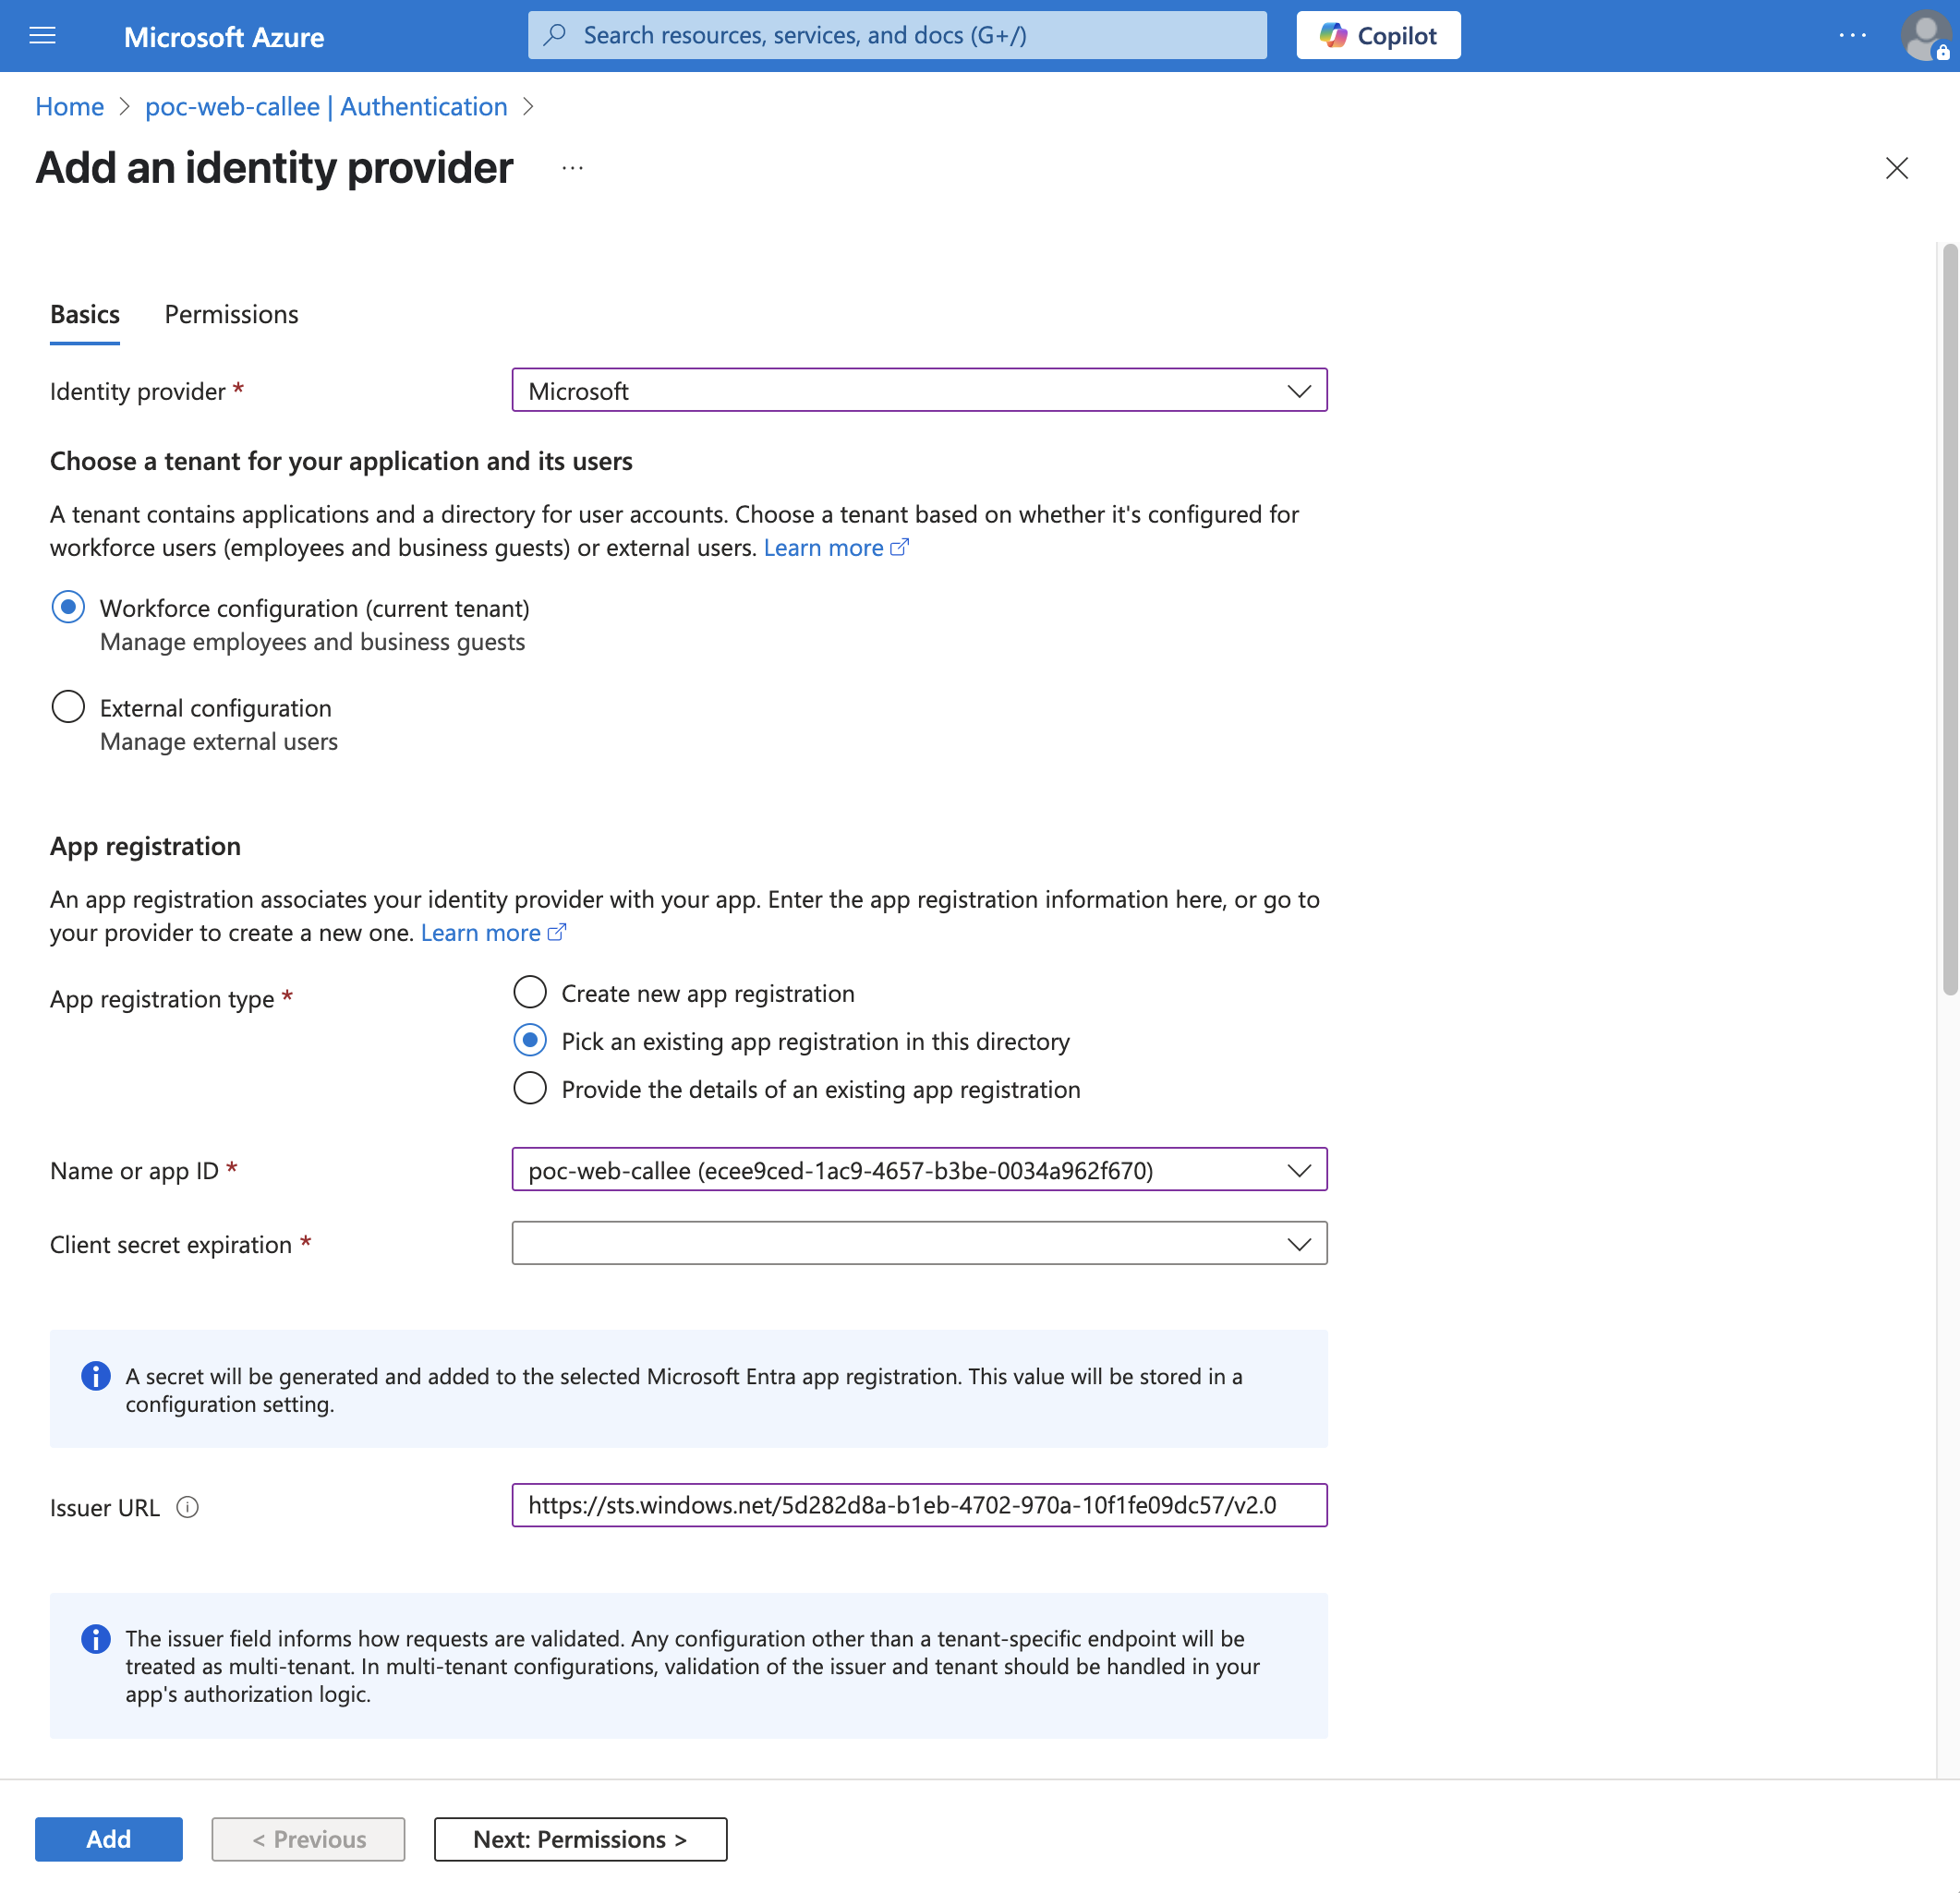 Microsoft Azure
Search resources, services, and docs (G+/)
Copilot
Home > poc-web-callee | Authentication >
Add an identity provider
Basics
Permissions
Identity provider *
Microsoft
Choose a tenant for your application and its users
A tenant contains applications and a directory for user accounts. Choose a tenant based on whether it's configured for
workforce users (employees and business guests) or external users. Learn more
Workforce configuration (current tenant)
Manage employees and business guests
External configuration
Manage external users
App registration
An app registration associates your identity provider with your app. Enter the app registration information here, or go to
your provider to create a new one. Learn more
App registration type *
Create new app registration
Pick an existing app registration in this directory
Provide the details of an existing app registration
Name or app ID *
poc-web-callee (ecee9ced-1ac9-4657-b3be-0034a962f670)
Client secret expiration *
A secret will be generated and added to the selected Microsoft Entra app registration. This value will be stored in a
configuration setting.
Issuer URL
https://sts.windows.net/5d282d8a-b1eb-4702-970a-10f1fe09dc57/v2.0
The issuer field informs how requests are validated. Any configuration other than a tenant-specific endpoint will be
treated as multi-tenant. In multi-tenant configurations, validation of the issuer and tenant should be handled in your
app's authorization logic.
Add
< Previous
Next: Permissions >